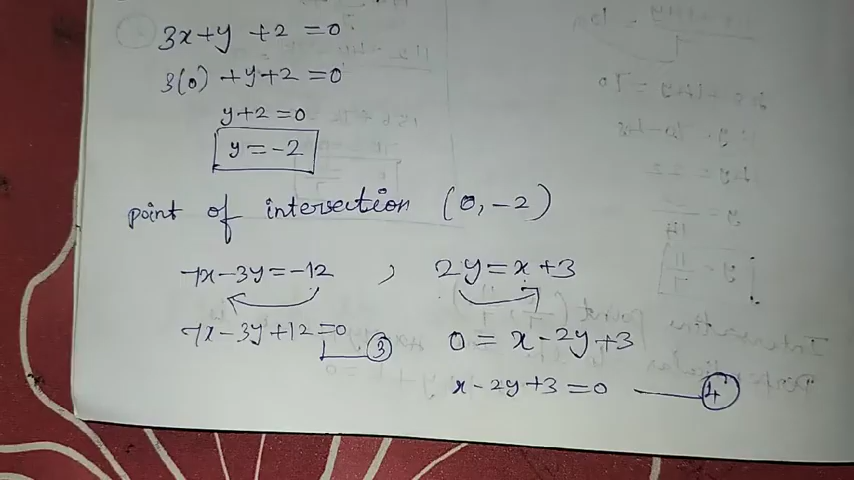 3x+y+2=0
3(0)+y+2=0
y+2=0
y=-2
point of intersection (0,-2)
7x-3y=-12 , 2y=x+3
7x-3y+12=0 ③ 0=x-2y+3
x-2y+3=0 ④